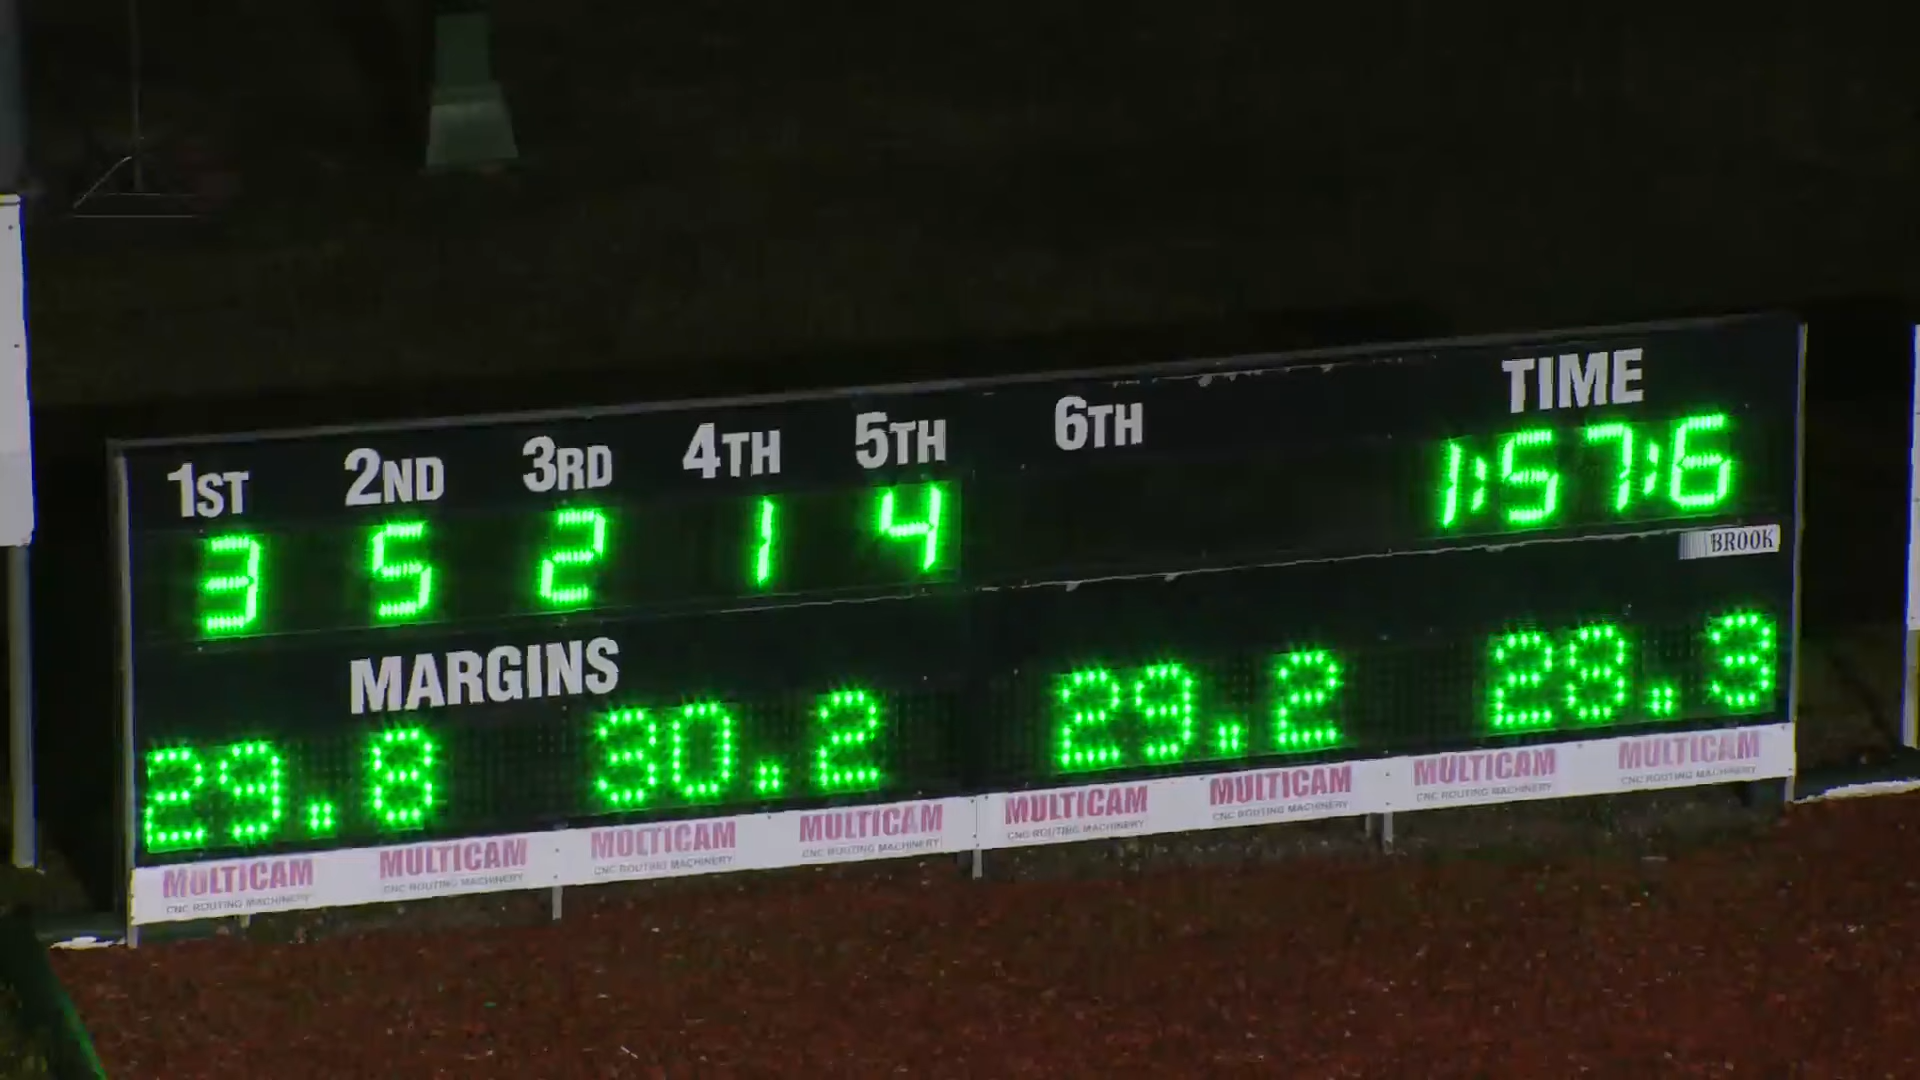 1ST 2ND 3RD 4TH 5TH 6TH TIME
3 5 2 1 4 1:57:6
BROOK
MARGINS
29.8 30.2 29.2 28.3
MULTICAM MULTICAM MULTICAM MULTICAM MULTICAM MULTICAM MULTICAM MULTICAM
CNC ROUTING MACHINERY CNC ROUTING MACHINERY CNC ROUTING MACHINERY CNC ROUTING MACHINERY CNC ROUTING MACHINERY CNC ROUTING MACHINERY CNC ROUTING MACHINERY CNC ROUTING MACHINERY